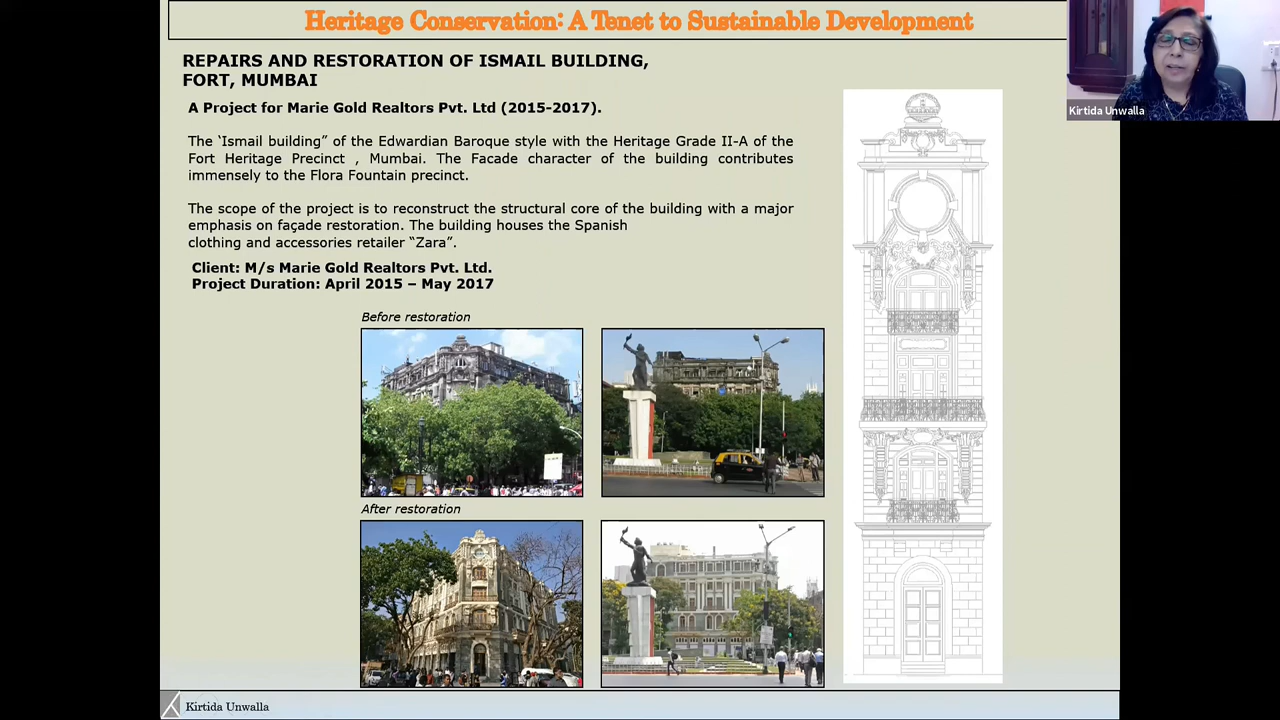 Heritage Conservation: A Tenet to Sustainable Development
REPAIRS AND RESTORATION OF ISMAIL BUILDING,
FORT, MUMBAI
A Project for Marie Gold Realtors Pvt. Ltd (2015-2017).
The ‘Ismail building” of the Edwardian Baroque style with the Heritage Grade II-A of the
Fort Heritage Precinct , Mumbai. The Facade character of the building contributes
immensely to the Flora Fountain precinct.
The scope of the project is to reconstruct the structural core of the building with a major
emphasis on façade restoration. The building houses the Spanish
clothing and accessories retailer “Zara”.
Client: M/s Marie Gold Realtors Pvt. Ltd.
Project Duration: April 2015 – May 2017
Before restoration
After restoration
Kirtida Unwalla
Kirtida Unwalla